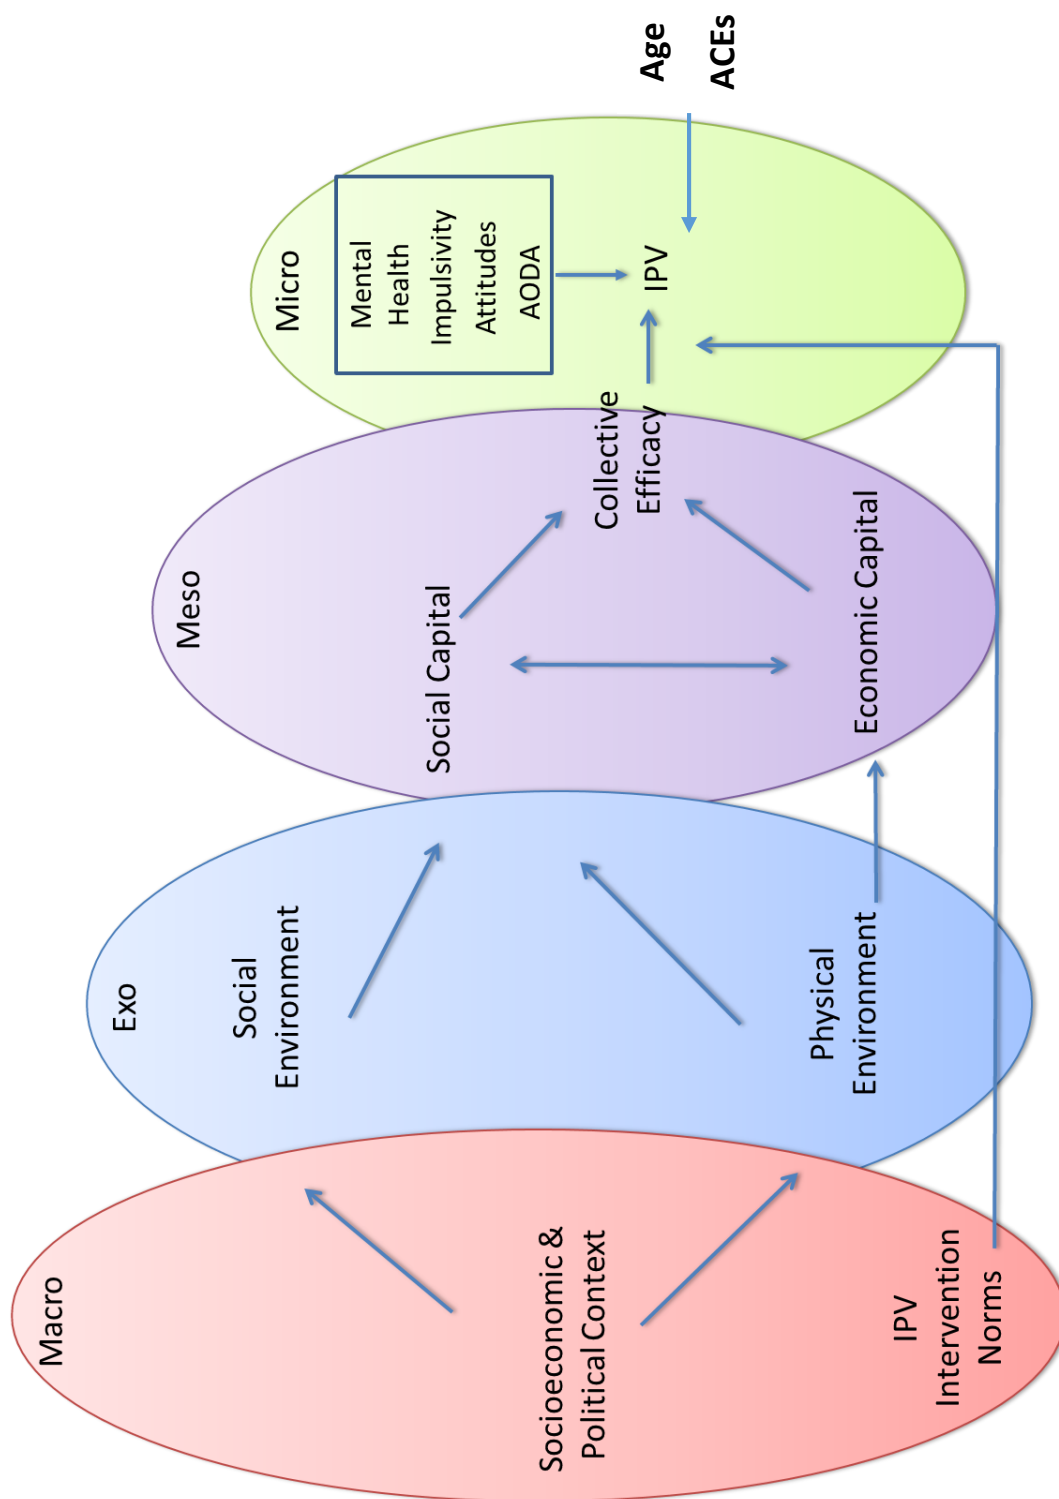 Macro
Socioeconomic &
Political Context
IPV
Intervention
Norms
Exo
Social
Environment
Physical
Environment
Meso
Social Capital
Economic Capital
Collective
Efficacy
Micro
Mental
Health
Impulsivity
Attitudes
AODA
IPV
Age
ACEs